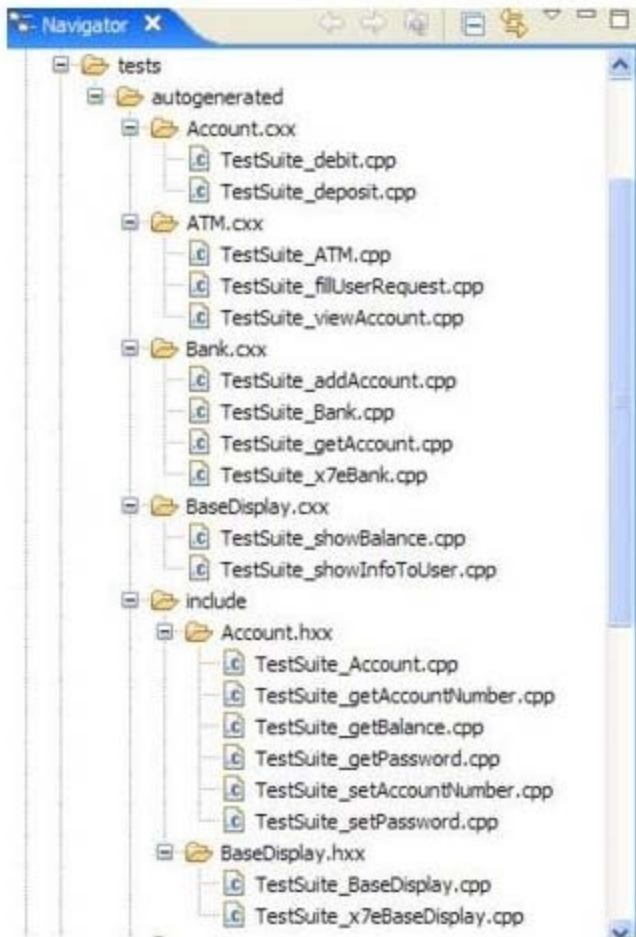 Navigator
tests
autogenerated
Account.cxx
TestSuite_debit.cpp
TestSuite_deposit.cpp
ATM.cxx
TestSuite_ATM.cpp
TestSuite_fillUserRequest.cpp
TestSuite_viewAccount.cpp
Bank.cxx
TestSuite_addAccount.cpp
TestSuite_Bank.cpp
TestSuite_getAccount.cpp
TestSuite_x7eBank.cpp
BaseDisplay.cxx
TestSuite_showBalance.cpp
TestSuite_showInfoToUser.cpp
include
Account.hxx
TestSuite_Account.cpp
TestSuite_getAccountNumber.cpp
TestSuite_getBalance.cpp
TestSuite_getPassword.cpp
TestSuite_setAccountNumber.cpp
TestSuite_setPassword.cpp
BaseDisplay.hxx
TestSuite_BaseDisplay.cpp
TestSuite_x7eBaseDisplay.cpp